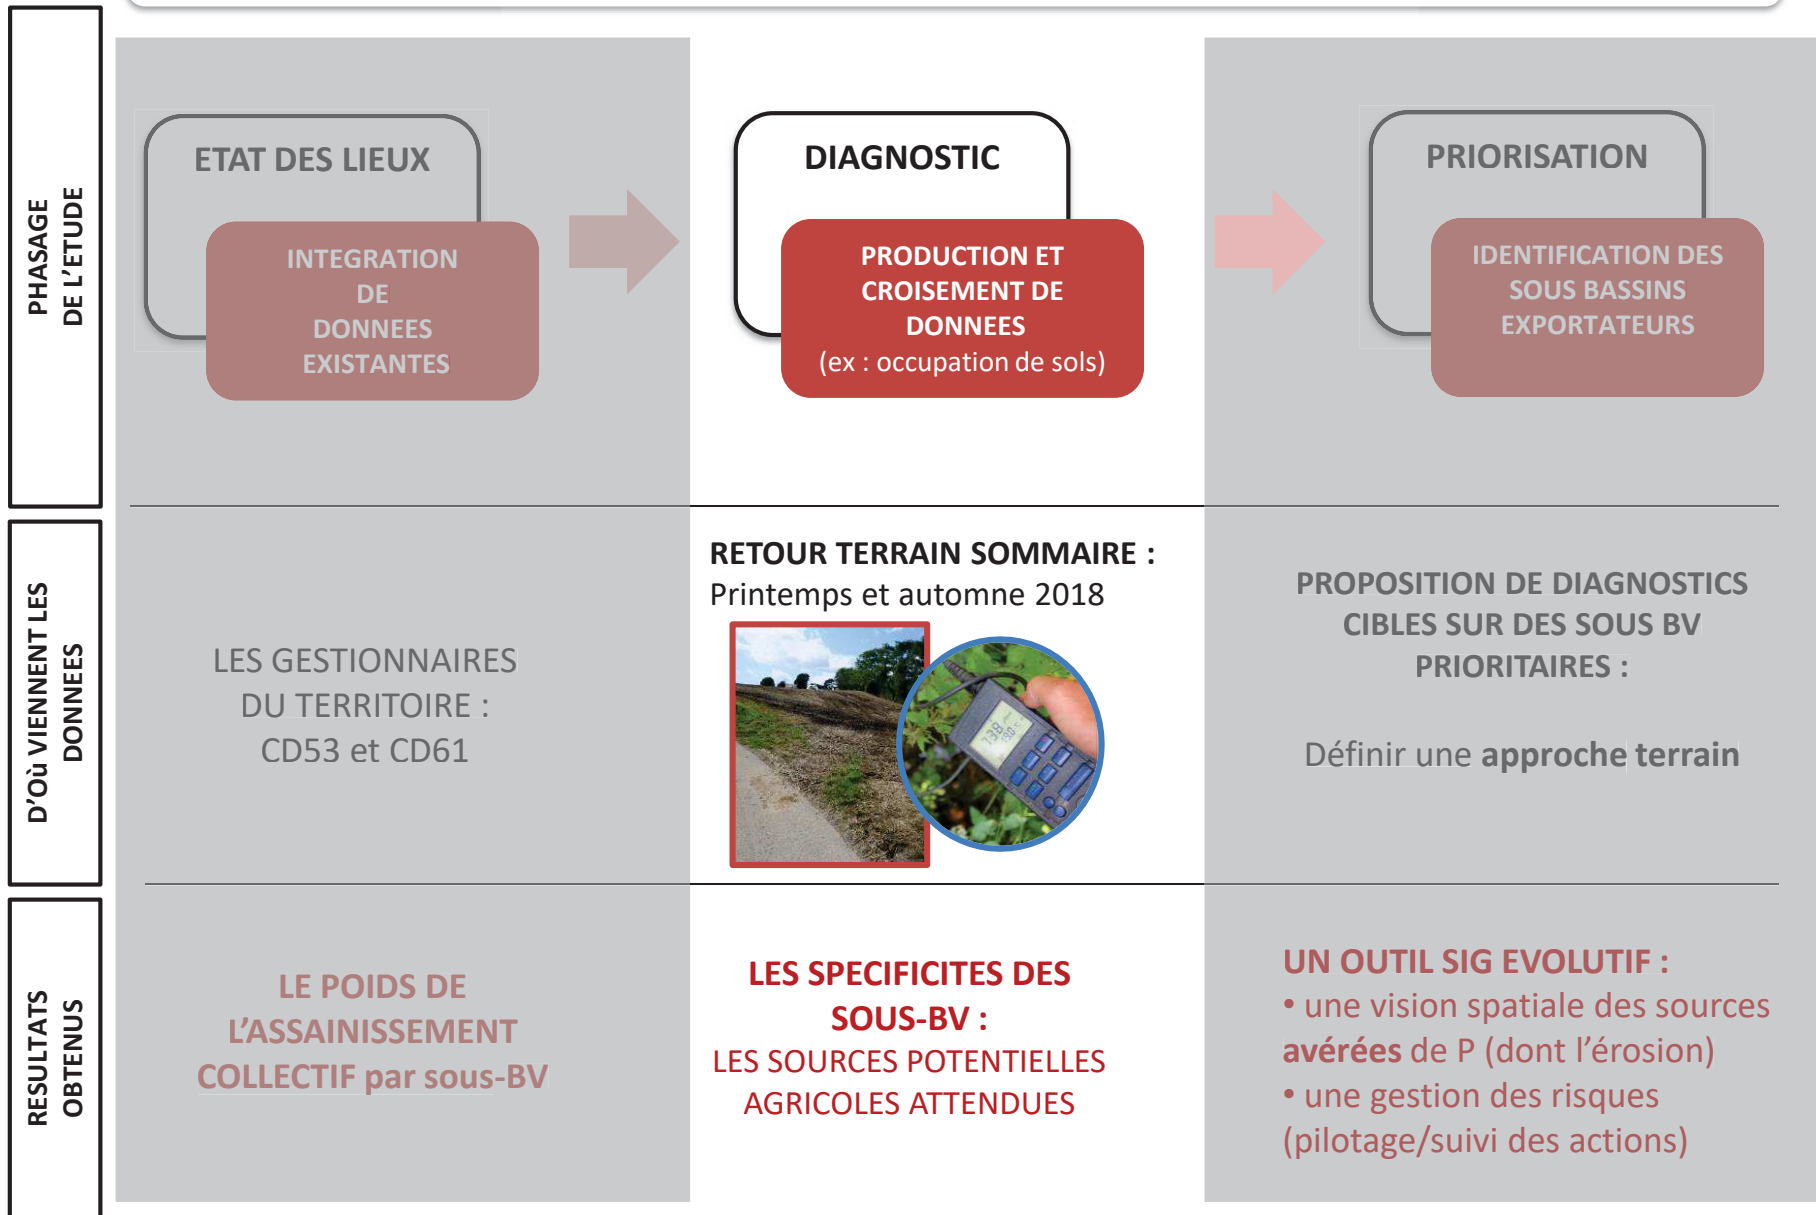 PHASAGE
DE L'ETUDE
ETAT DES LIEUX
INTEGRATION
DE
DONNEES
EXISTANTES
DIAGNOSTIC
PRODUCTION ET
CROISEMENT DE
DONNEES
(ex : occupation de sols)
PRIORISATION
IDENTIFICATION DES
SOUS BASSINS
EXPORTATEURS
D'Où VIENNENT LES
DONNEES
LES GESTIONNAIRES
DU TERRITOIRE :
CD53 et CD61
RETOUR TERRAIN SOMMAIRE :
Printemps et automne 2018
PROPOSITION DE DIAGNOSTICS
CIBLES SUR DES SOUS BV
PRIORITAIRES :
Définir une approche terrain
RESULTATS
OBTENUS
LE POIDS DE
L'ASSAINISSEMENT
COLLECTIF par sous-BV
LES SPECIFICITES DES
SOUS-BV :
LES SOURCES POTENTIELLES
AGRICOLES ATTENDUES
UN OUTIL SIG EVOLUTIF :
• une vision spatiale des sources
avérées de P (dont l'érosion)
• une gestion des risques
(pilotage/suivi des actions)